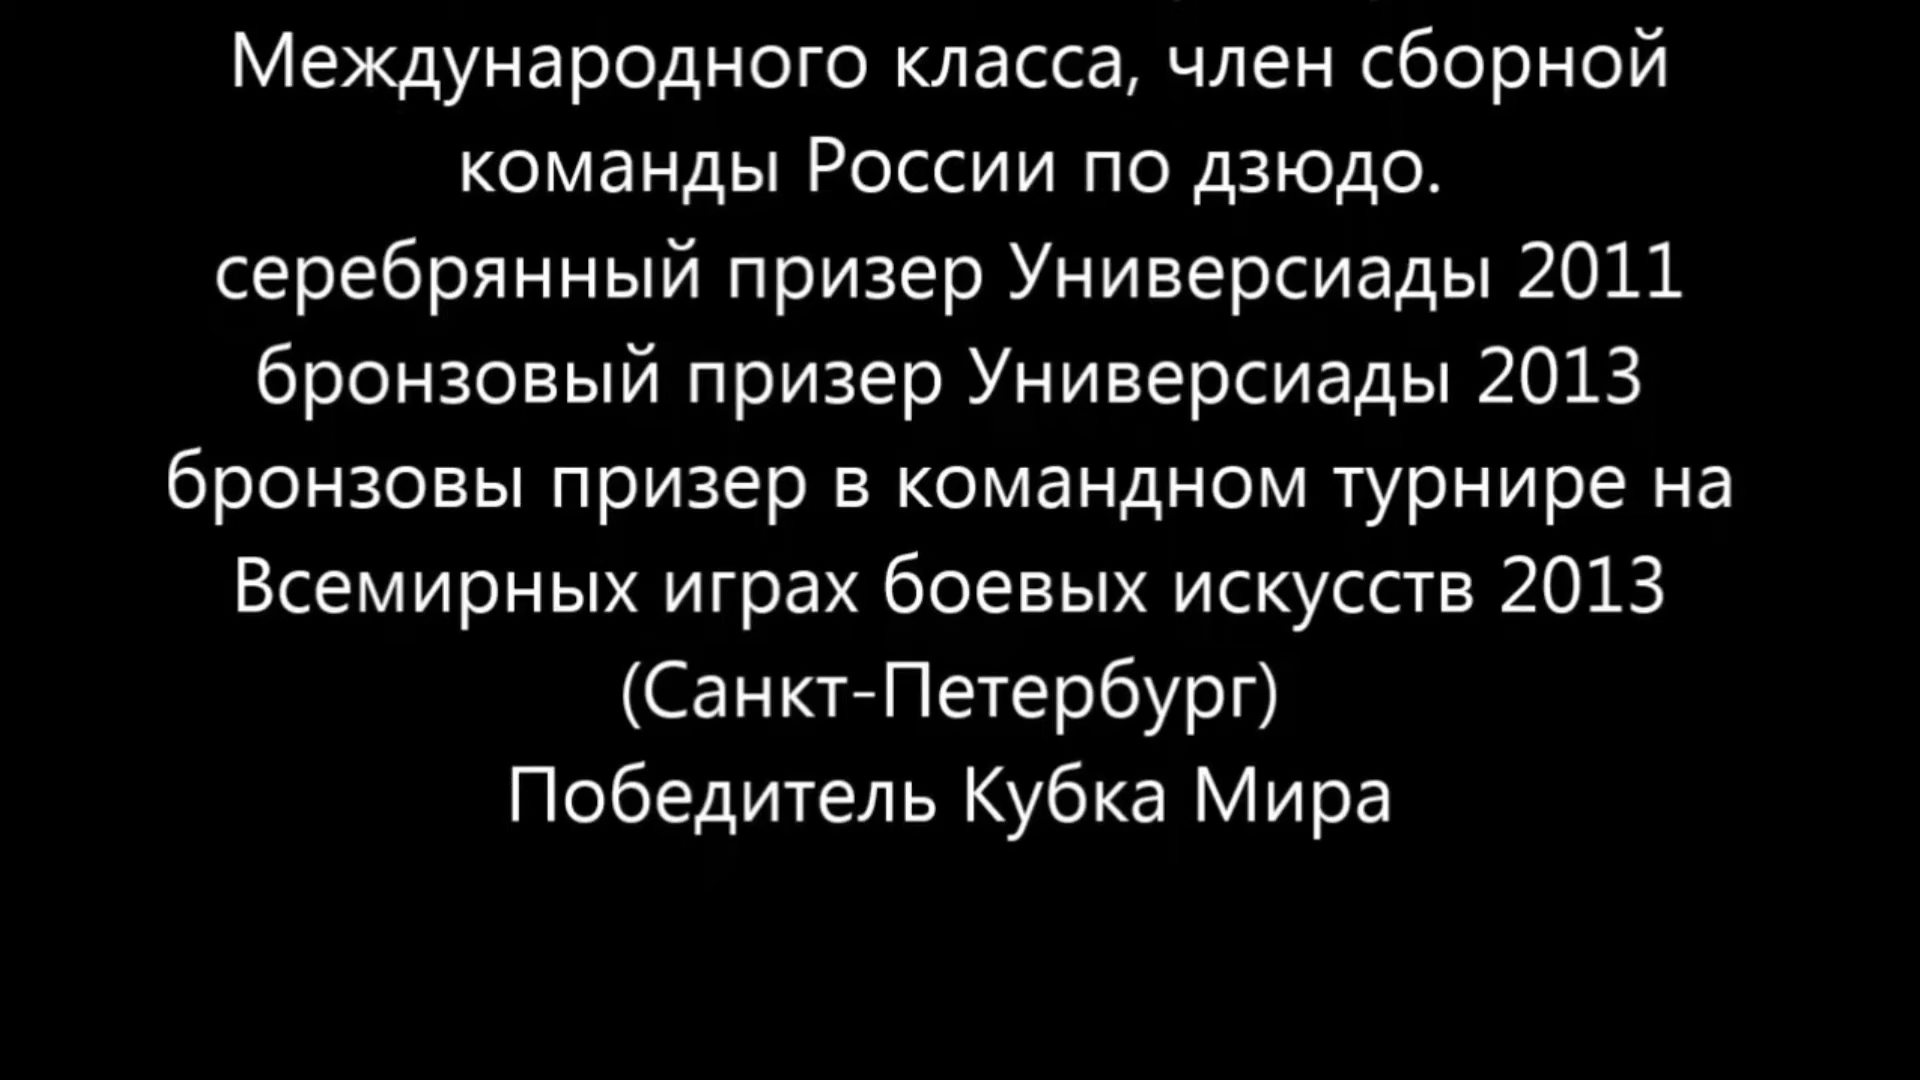 Международного класса, член сборной
команды России по дзюдо.
серебрянный призер Универсиады 2011
бронзовый призер Универсиады 2013
бронзовы призер в командном турнире на
Всемирных играх боевых искусств 2013
(Санкт-Петербург)
Победитель Кубка Мира